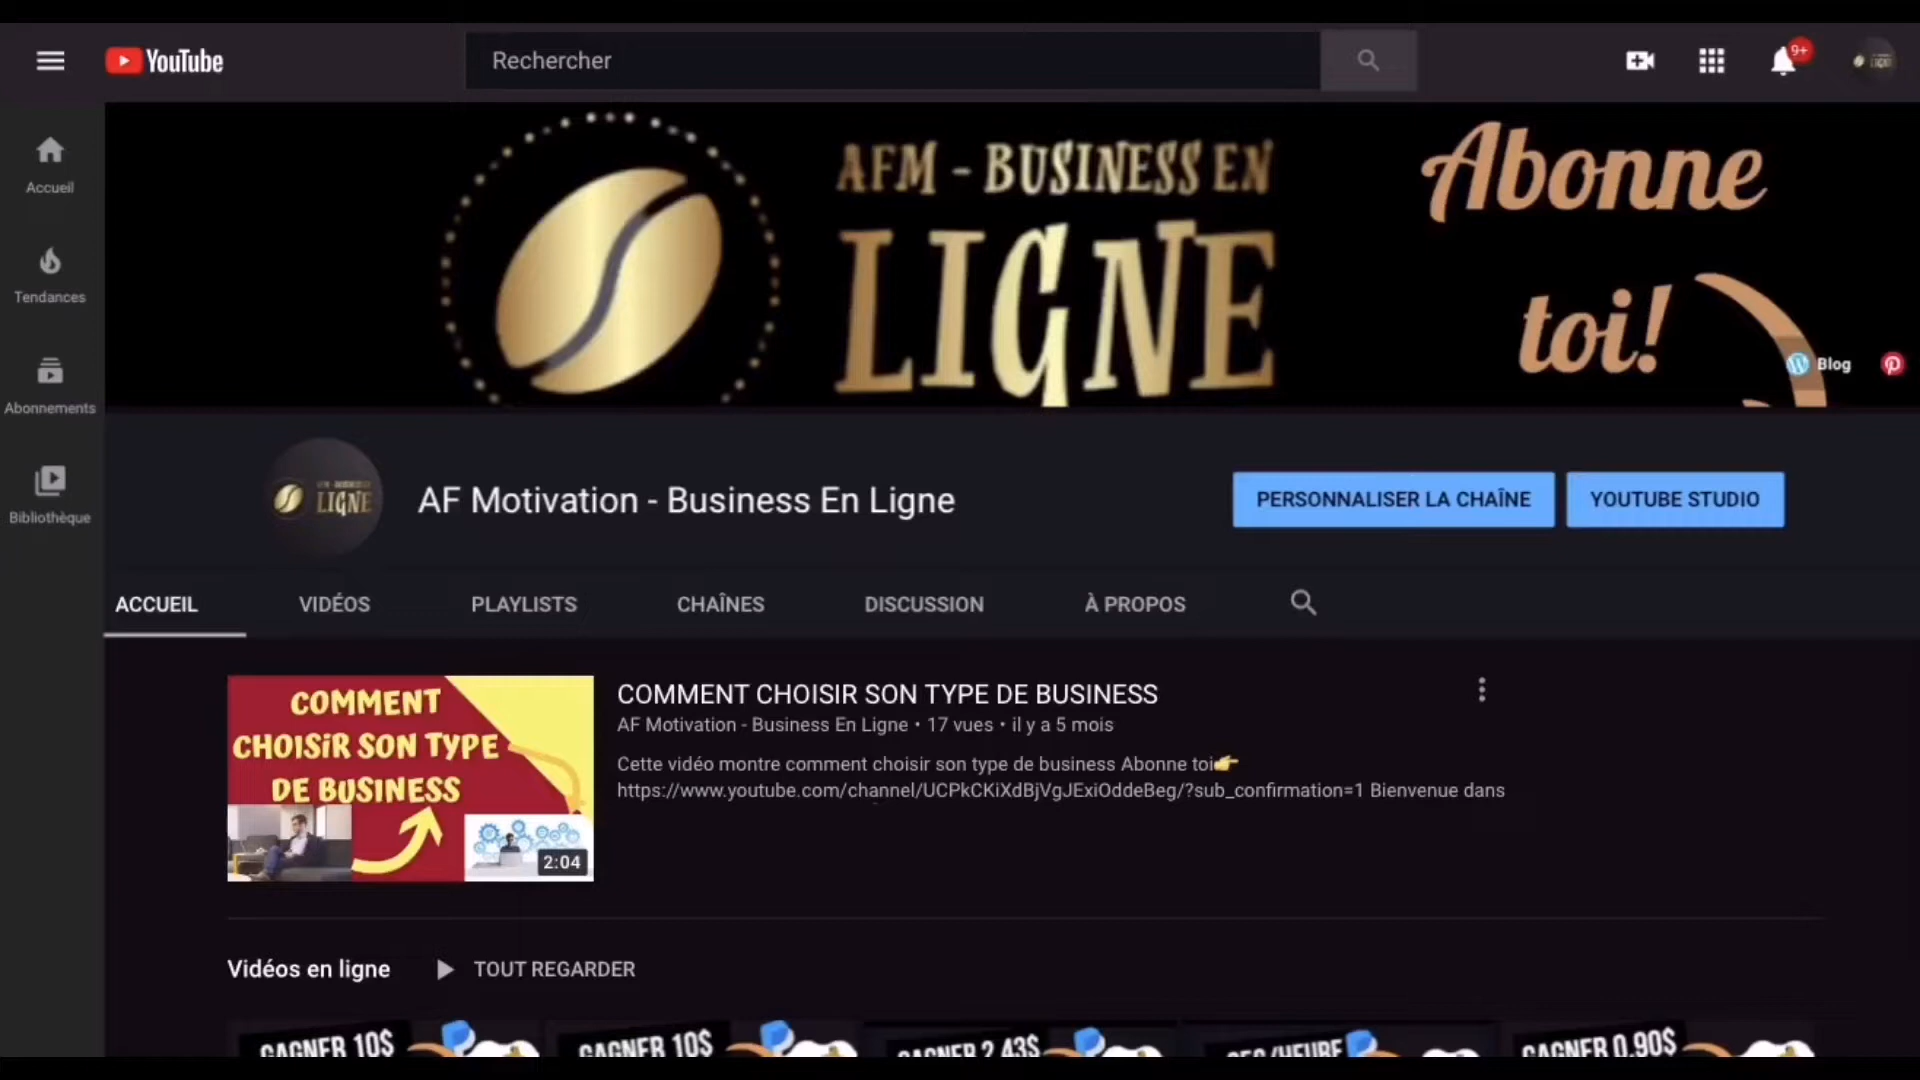 YouTube
Rechercher
9+
Accueil
Tendances
Abonnements
Bibliothèque
AFM - BUSINESS EN
LIGNE
Abonne
toi!
Blog
LIGNE
AF Motivation - Business En Ligne
PERSONNALISER LA CHAÎNE
YOUTUBE STUDIO
ACCUEIL
VIDÉOS
PLAYLISTS
CHAÎNES
DISCUSSION
À PROPOS
COMMENT
CHOISIR SON TYPE
DE BUSINESS
2:04
COMMENT CHOISIR SON TYPE DE BUSINESS
AF Motivation - Business En Ligne • 17 vues • il y a 5 mois
Cette vidéo montre comment choisir son type de business Abonne toi👉
https://www.youtube.com/channel/UCPkCKiXdBjVgJExiOddeBeg/?sub_confirmation=1 Bienvenue dans
Vidéos en ligne
TOUT REGARDER
GAGNER 10$
GAGNER 10$
GAGNER 2.43$
GAGNER 0.90$